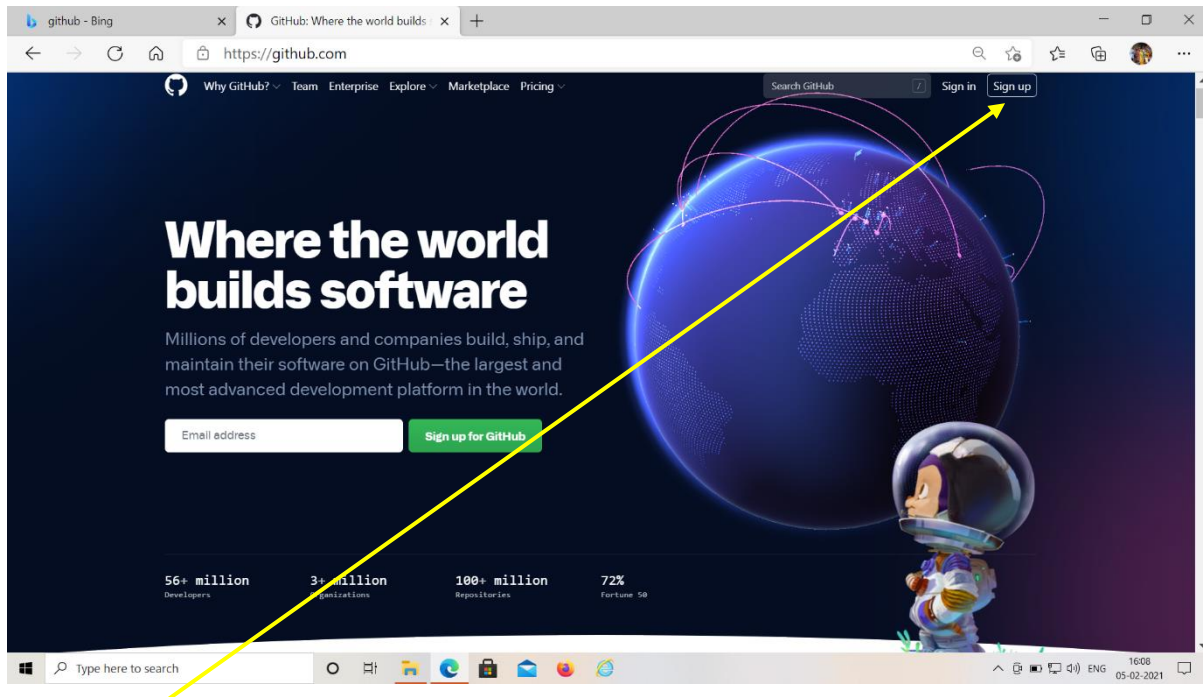 github - Bing
GitHub: Where the world builds
https://github.com
Why GitHub? Team Enterprise Explore Marketplace Pricing
Search GitHub / Sign in Sign up
Where the world
builds software
Millions of developers and companies build, ship, and
maintain their software on GitHub—the largest and
most advanced development platform in the world.
Email address
Sign up for GitHub
56+ million 3+ million 100+ million 72%
Developers Organizations Repositories Fortune 50
Type here to search
ENG
16:08
05-02-2021